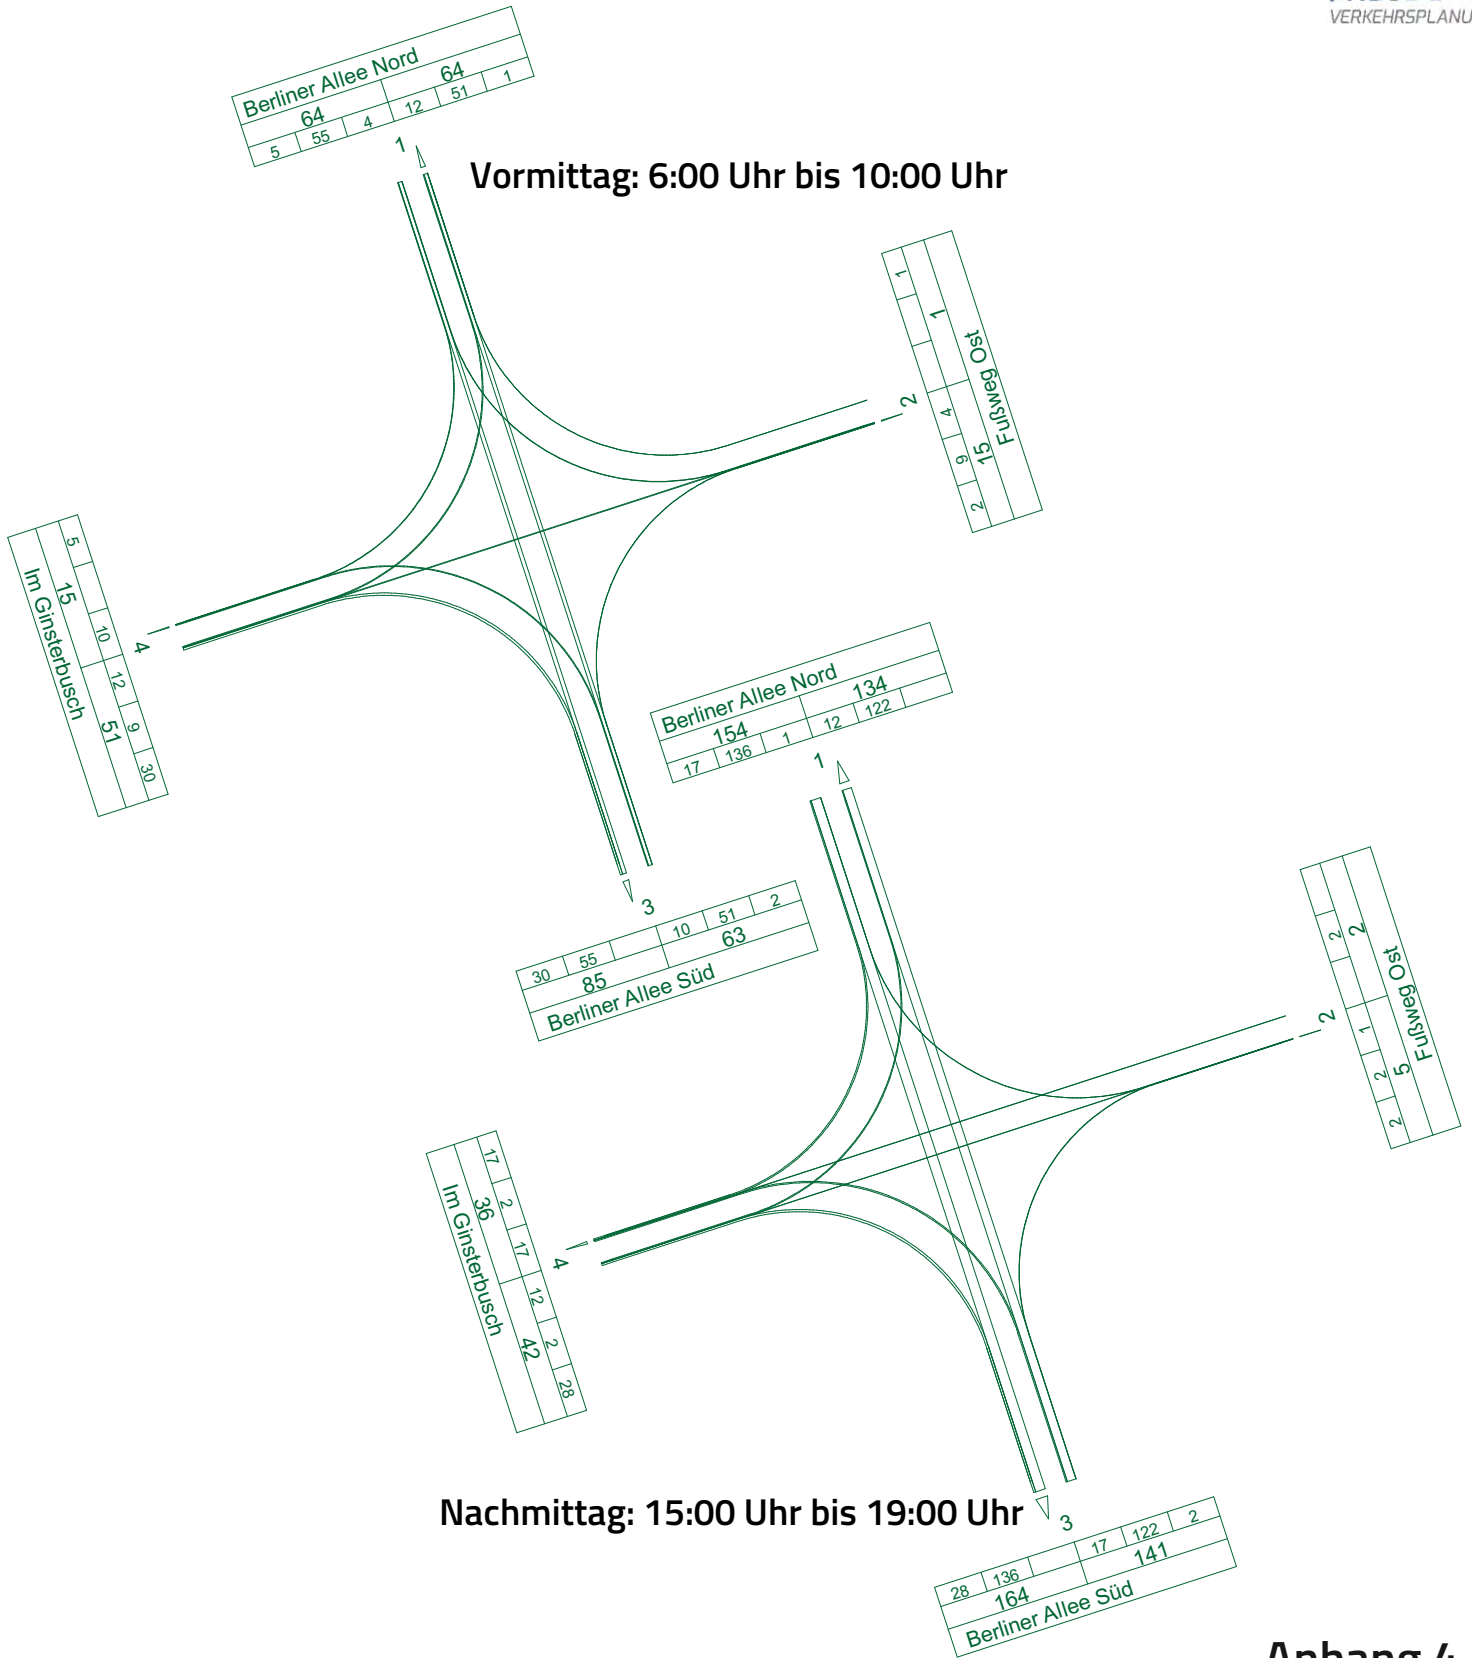 VERKEHRSPLANU
Berliner Allee Nord
64 64
5 55 4 12 51 1
1
Vormittag: 6:00 Uhr bis 10:00 Uhr
1
1
Fußweg Ost
15
4 9 2
2
5 10 12 9 30
15 51
Im Ginsterbusch
4
3
30 55 10 51 2
85 63
Berliner Allee Süd
Berliner Allee Nord
154 134
17 136 1 12 122
1
2
2
Fußweg Ost
5
1 2 2
2
17 2 17 12 2 28
36 42
Im Ginsterbusch
4
Nachmittag: 15:00 Uhr bis 19:00 Uhr
3
28 136 17 122 2
164 141
Berliner Allee Süd
Anhang 4